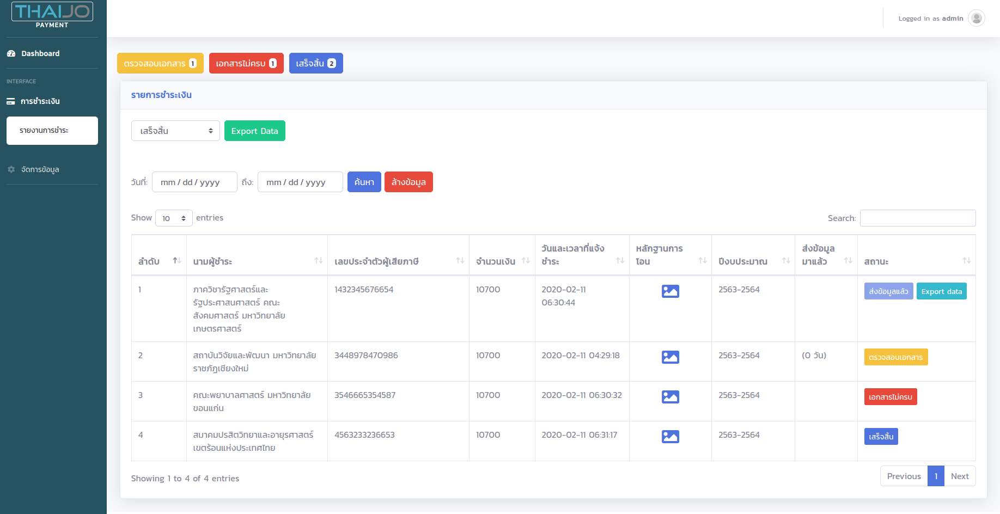 THAIJO
PAYMENT
Logged in as admin
Dashboard
INTERFACE
การชำระเงิน
รายงานการชำระ
จัดการข้อมูล
ตรวจสอบเอกสาร 1 เอกสารไม่ครบ 1 เสร็จสิ้น 2
รายการชำระเงิน
เสร็จสิ้น Export Data
วันที่: mm / dd / yyyy ถึง: mm / dd / yyyy ค้นหา ล้างข้อมูล
Show 10 entries Search:
ลำดับ นามผู้ชำระ เลขประจำตัวผู้เสียภาษี จำนวนเงิน วันและเวลาที่แจ้ง
ชำระ หลักฐานการ
โอน ปีงบประมาณ ส่งข้อมูล
มาแล้ว สถานะ
1 ภาควิชารัฐศาสตร์และ
รัฐประศาสนศาสตร์ คณะ
สังคมศาสตร์ มหาวิทยาลัย
เกษตรศาสตร์ 1432345676654 10700 2020-02-11
06:30:44 2563-2564 ส่งข้อมูลแล้ว Export data
2 สถาบันวิจัยและพัฒนา มหาวิทยาลัย
ราชภัฏเชียงใหม่ 3448978470986 10700 2020-02-11 04:29:18 2563-2564 (0 วัน) ตรวจสอบเอกสาร
3 คณะพยาบาลศาสตร์ มหาวิทยาลัย
ขอนแก่น 3546665354587 10700 2020-02-11 06:30:32 2563-2564 เอกสารไม่ครบ
4 สมาคมปรสิตวิทยาและอายุรศาสตร์
เขตร้อนแห่งประเทศไทย 4563233236653 10700 2020-02-11 06:31:17 2563-2564 เสร็จสิ้น
Showing 1 to 4 of 4 entries Previous 1 Next